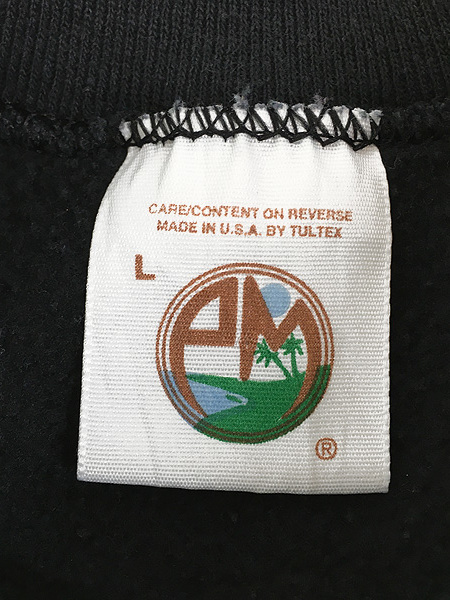 CARE/CONTENT ON REVERSE
MADE IN U.S.A. BY TULTEX
L
PM
®